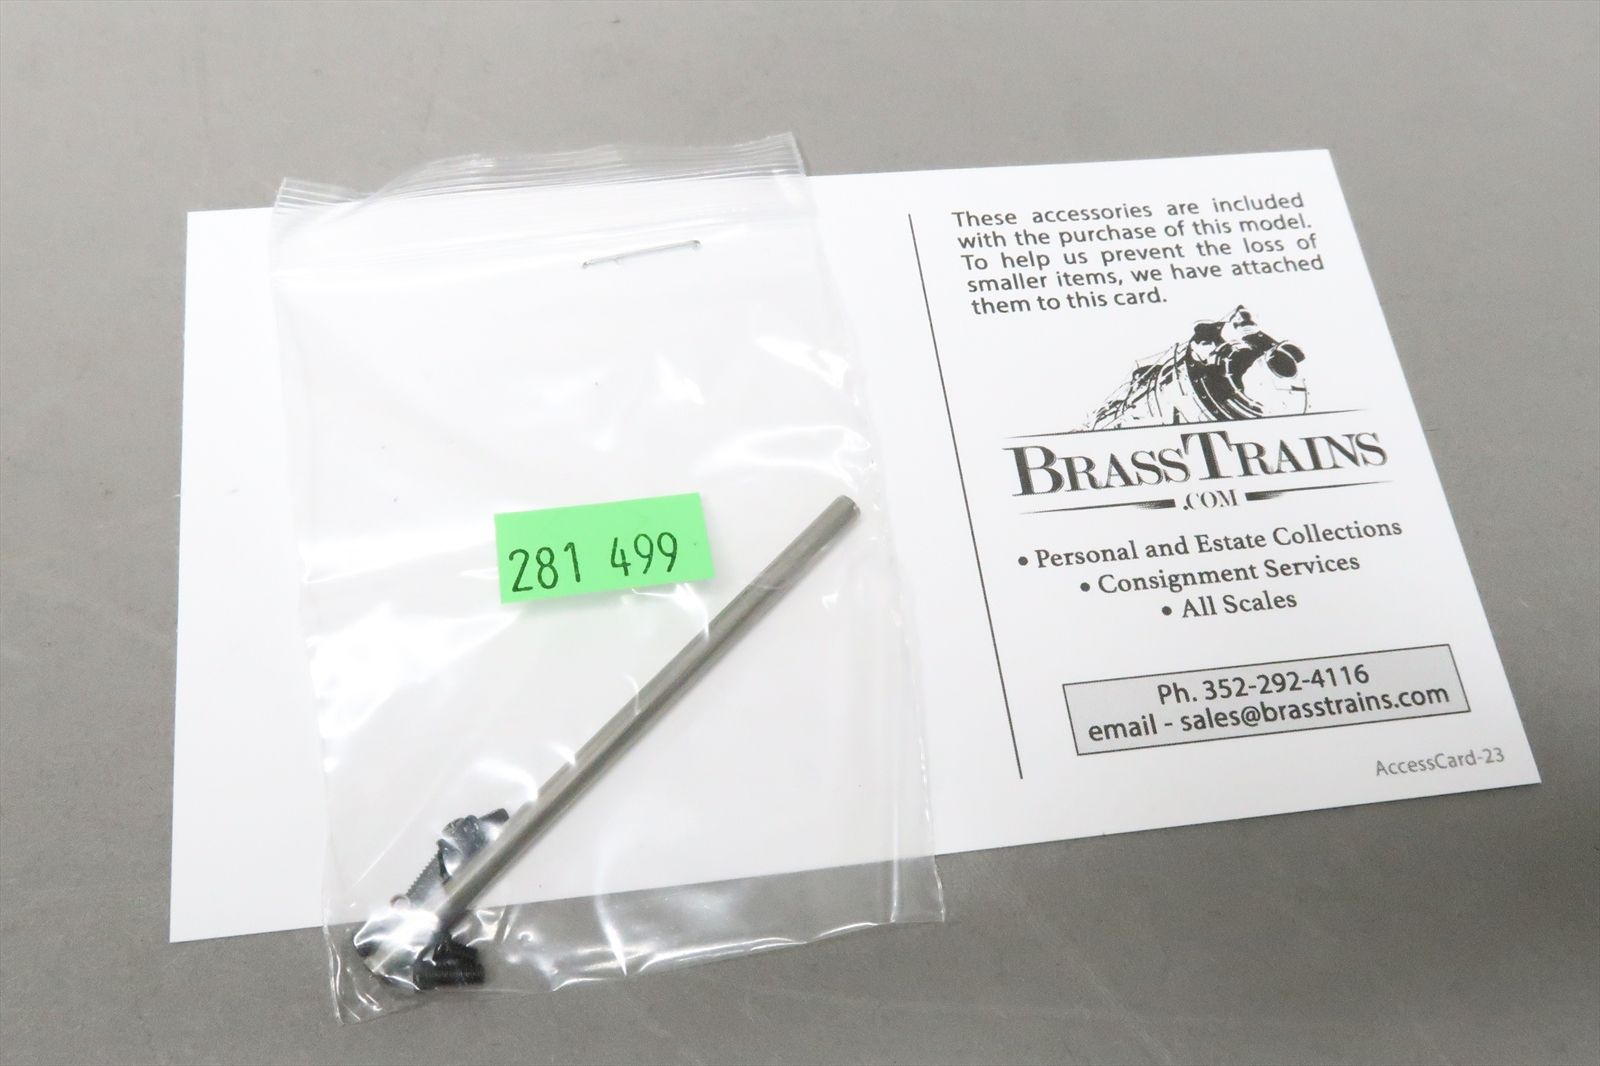 These accessories are included
with the purchase of this model.
To help us prevent the loss of
smaller items, we have attached
them to this card.
BRASSTRAINS
.COM
• Personal and Estate Collections
• Consignment Services
• All Scales
Ph. 352-292-4116
email - sales@brasstrains.com
AccessCard-23
281 499